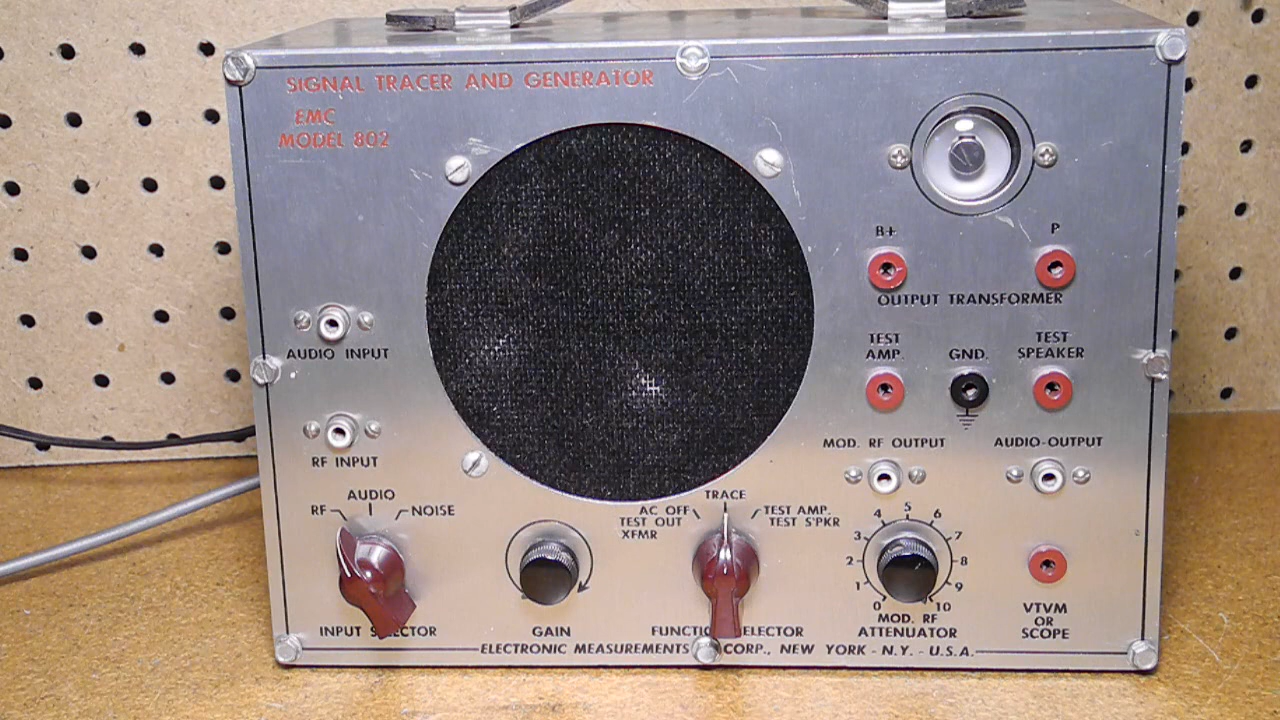 SIGNAL TRACER AND GENERATOR
EMC
MODEL 802
B+
P
OUTPUT TRANSFORMER
AUDIO INPUT
TEST
AMP.
GND.
TEST
SPEAKER
RF INPUT
MOD. RF OUTPUT
AUDIO-OUTPUT
RF
AUDIO
NOISE
INPUT S ECTOR
GAIN
AC OFF
TEST OUT
XFMR
TRACE
TEST AMP.
TEST S'PKR
FUNCTI ELECTOR
0 1 2 3 4 5 6 7 8 9 10
MOD. RF
ATTENUATOR
VTVM
OR
SCOPE
ELECTRONIC MEASUREMENTS CORP., NEW YORK - N.Y. - U.S.A.